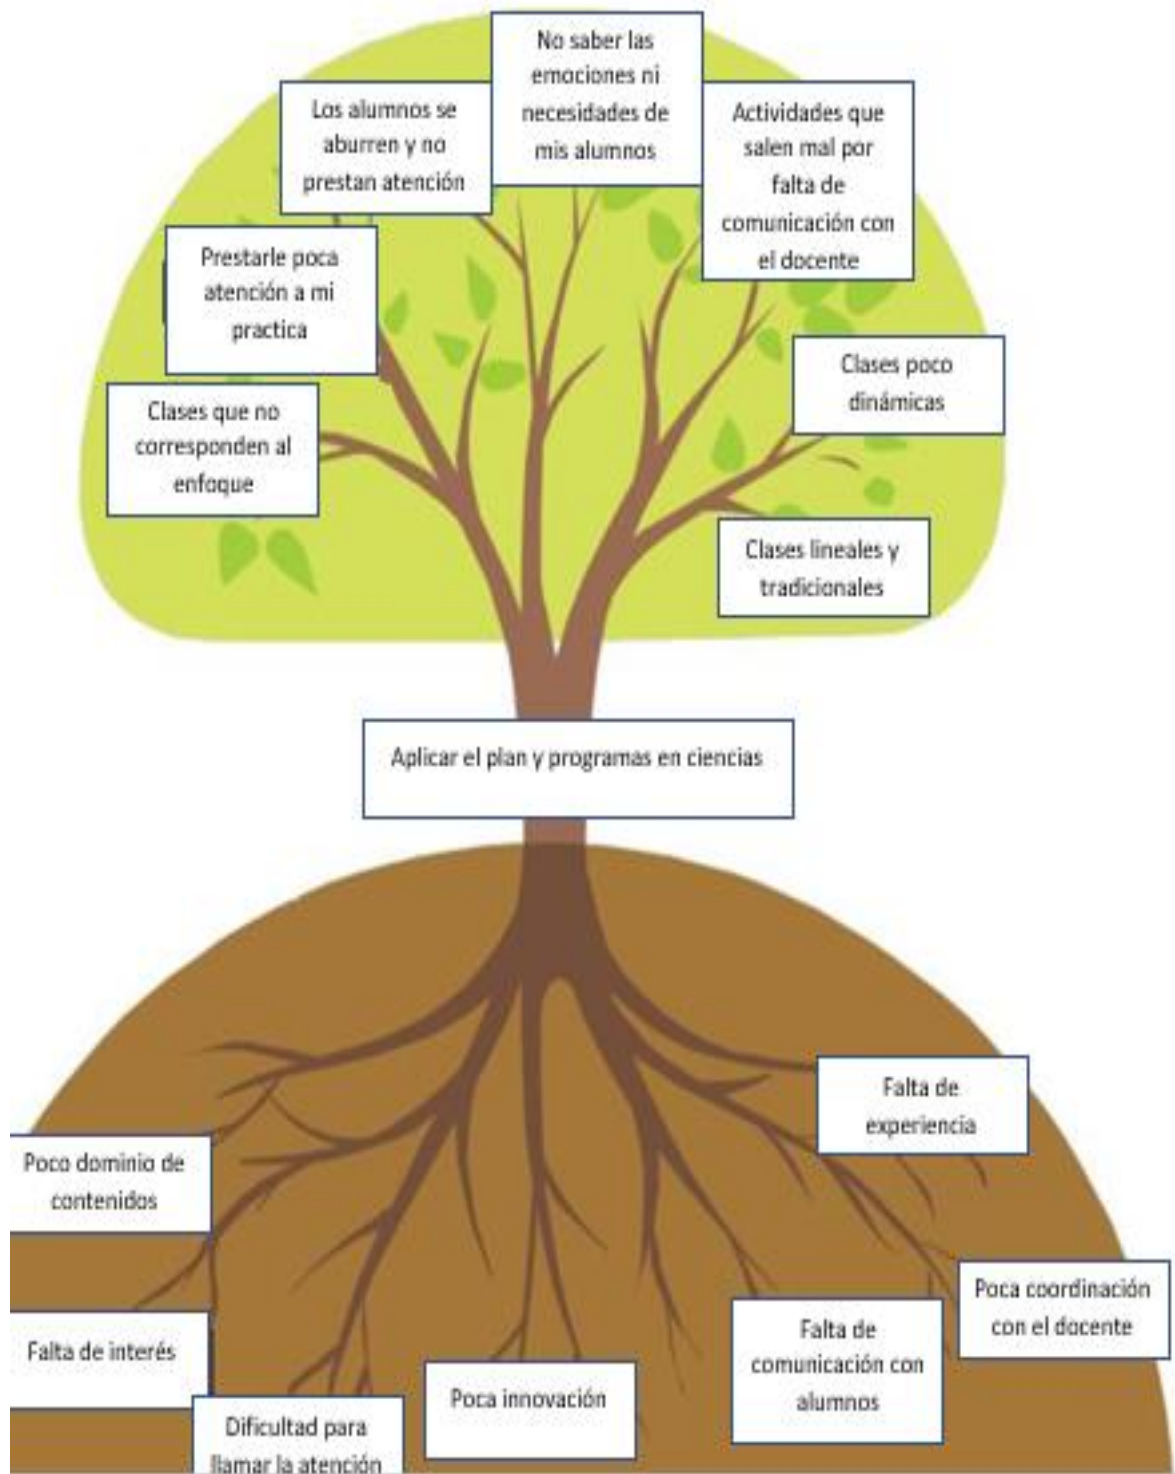 No saber las
emociones ni
necesidades de
mis alumnos
Los alumnos se
aburren y no
prestan atención
Actividades que
salen mal por
falta de
comunicación con
el docente
Prestarle poca
atención a mi
practica
Clases poco
dinámicas
Clases que no
corresponden al
enfoque
Clases lineales y
tradicionales
Aplicar el plan y programas en ciencias
Falta de
experiencia
Poco dominio de
contenidos
Poca coordinación
con el docente
Falta de
comunicación con
alumnos
Falta de interés
Poca innovación
Dificultad para
llamar la atención